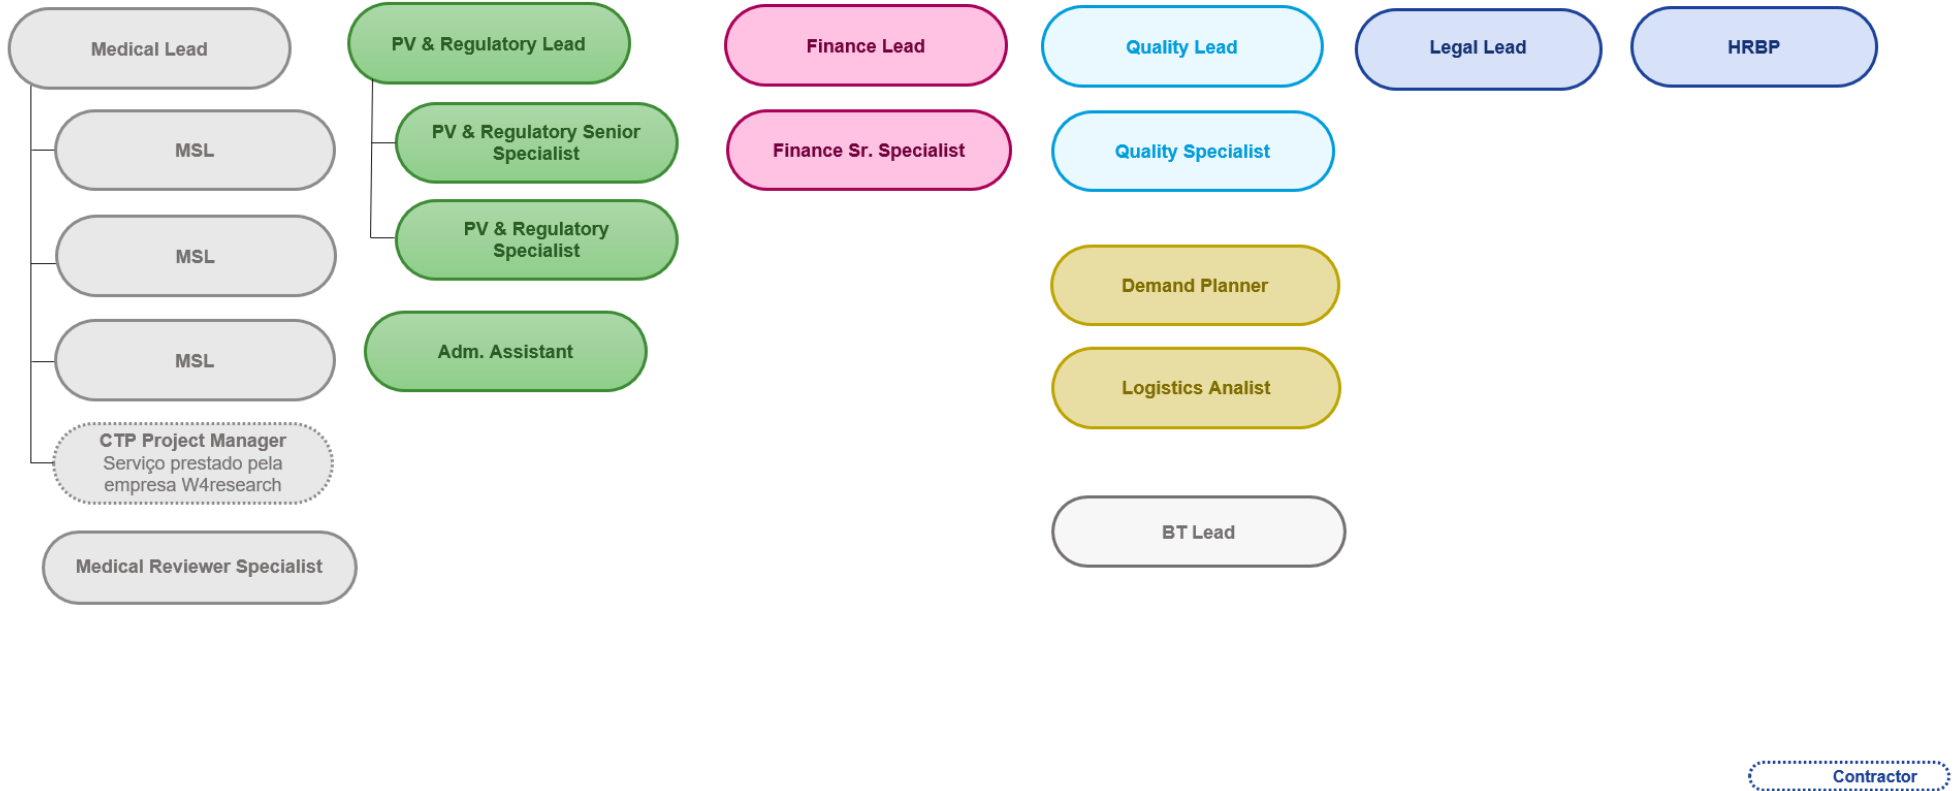 Medical Lead
MSL
MSL
MSL
CTP Project Manager
Serviço prestado pela
empresa W4research
Medical Reviewer Specialist
PV & Regulatory Lead
PV & Regulatory Senior
Specialist
PV & Regulatory
Specialist
Adm. Assistant
Finance Lead
Finance Sr. Specialist
Quality Lead
Quality Specialist
Demand Planner
Logistics Analist
BT Lead
Legal Lead
HRBP
Contractor